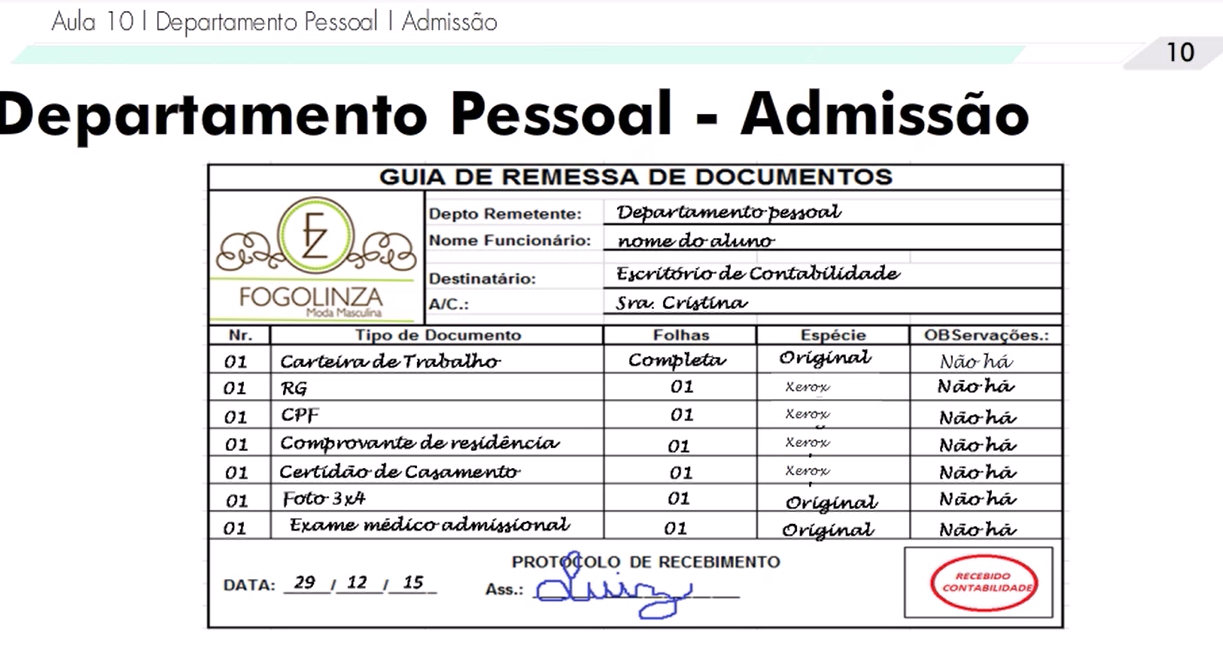 Aula 10 | Departamento Pessoal | Admissão
10
Departamento Pessoal - Admissão
GUIA DE REMESSA DE DOCUMENTOS
FZ
FOGOLINZA
Moda Masculina
Depto Remetente: Departamento pessoal
Nome Funcionário: nome do aluno
Destinatário: Escritório de Contabilidade
A/C.: Sra. Cristina
Nr. Tipo de Documento Folhas Espécie OBServações.:
01 Carteira de Trabalho Completa Original Não há
01 RG 01 Xerox Não há
01 CPF 01 Xerox Não há
01 Comprovante de residência 01 Xerox Não há
01 Certidão de Casamento 01 Xerox Não há
01 Foto 3x4 01 Original Não há
01 Exame médico admissional 01 Original Não há
PROTOCOLO DE RECEBIMENTO
DATA: 29 / 12 / 15 Ass.: Luiz
RECEBIDO
CONTABILIDADE